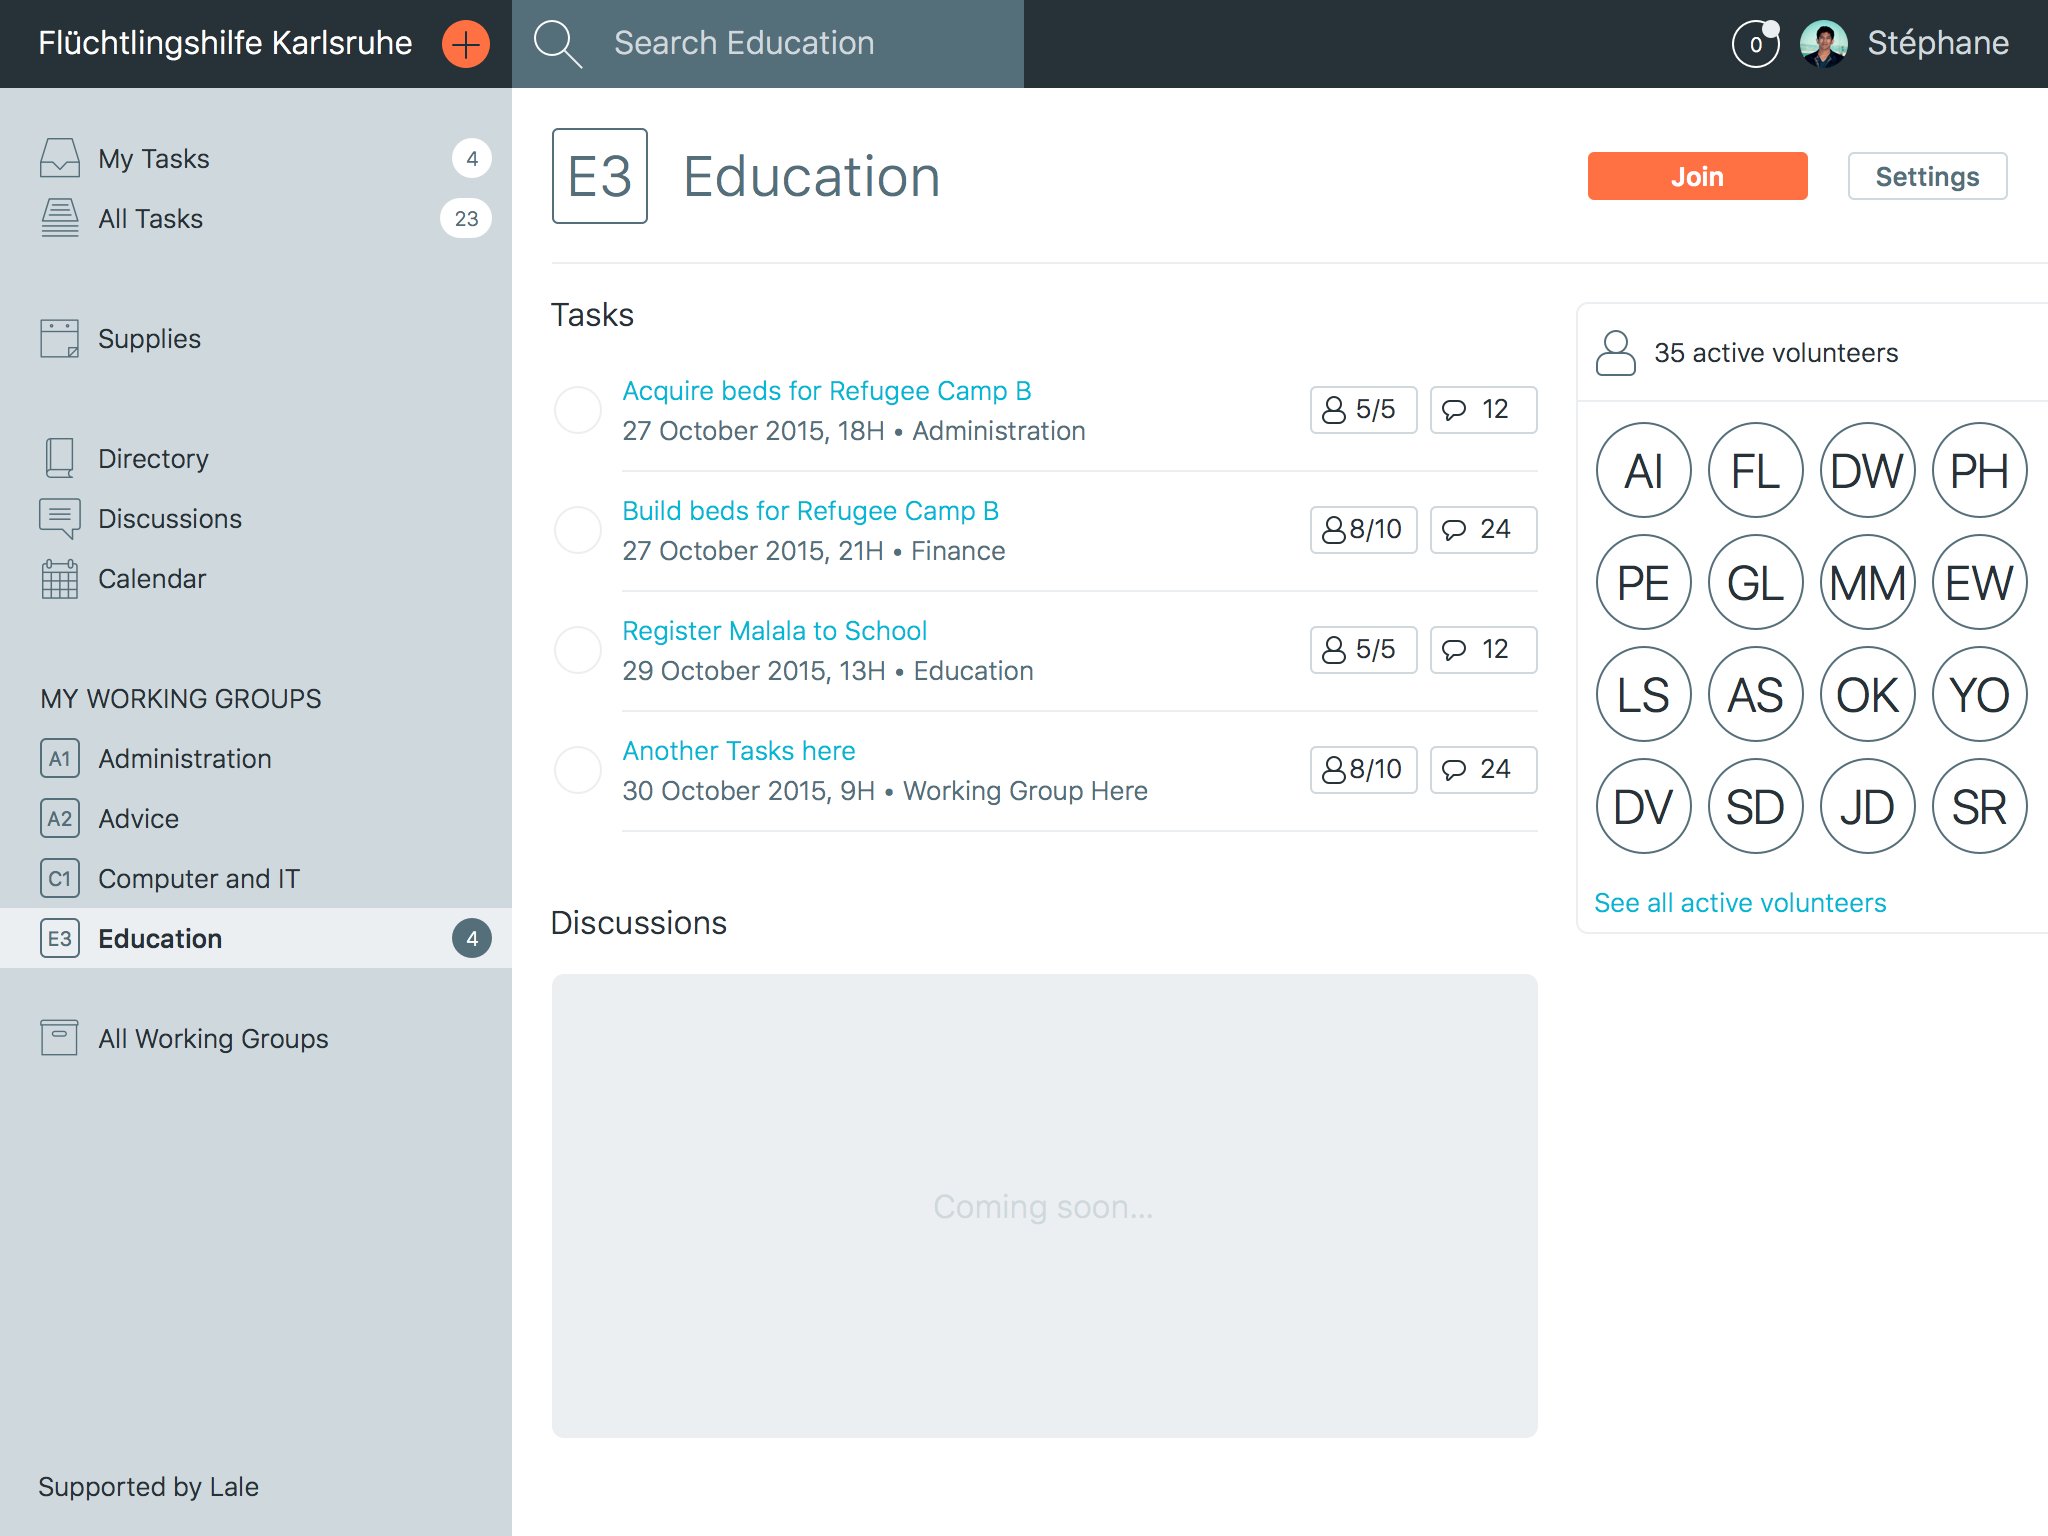 Flüchtlingshilfe Karlsruhe
Search Education
0
Stéphane
My Tasks 4
All Tasks 23
Supplies
Directory
Discussions
Calendar
MY WORKING GROUPS
A1 Administration
A2 Advice
C1 Computer and IT
E3 Education 4
All Working Groups
Supported by Lale
E3 Education
Join
Settings
Tasks
Acquire beds for Refugee Camp B
27 October 2015, 18H • Administration
5/5 12
Build beds for Refugee Camp B
27 October 2015, 21H • Finance
8/10 24
Register Malala to School
29 October 2015, 13H • Education
5/5 12
Another Tasks here
30 October 2015, 9H • Working Group Here
8/10 24
Discussions
Coming soon...
35 active volunteers
AI FL DW PH
PE GL MM EW
LS AS OK YO
DV SD JD SR
See all active volunteers